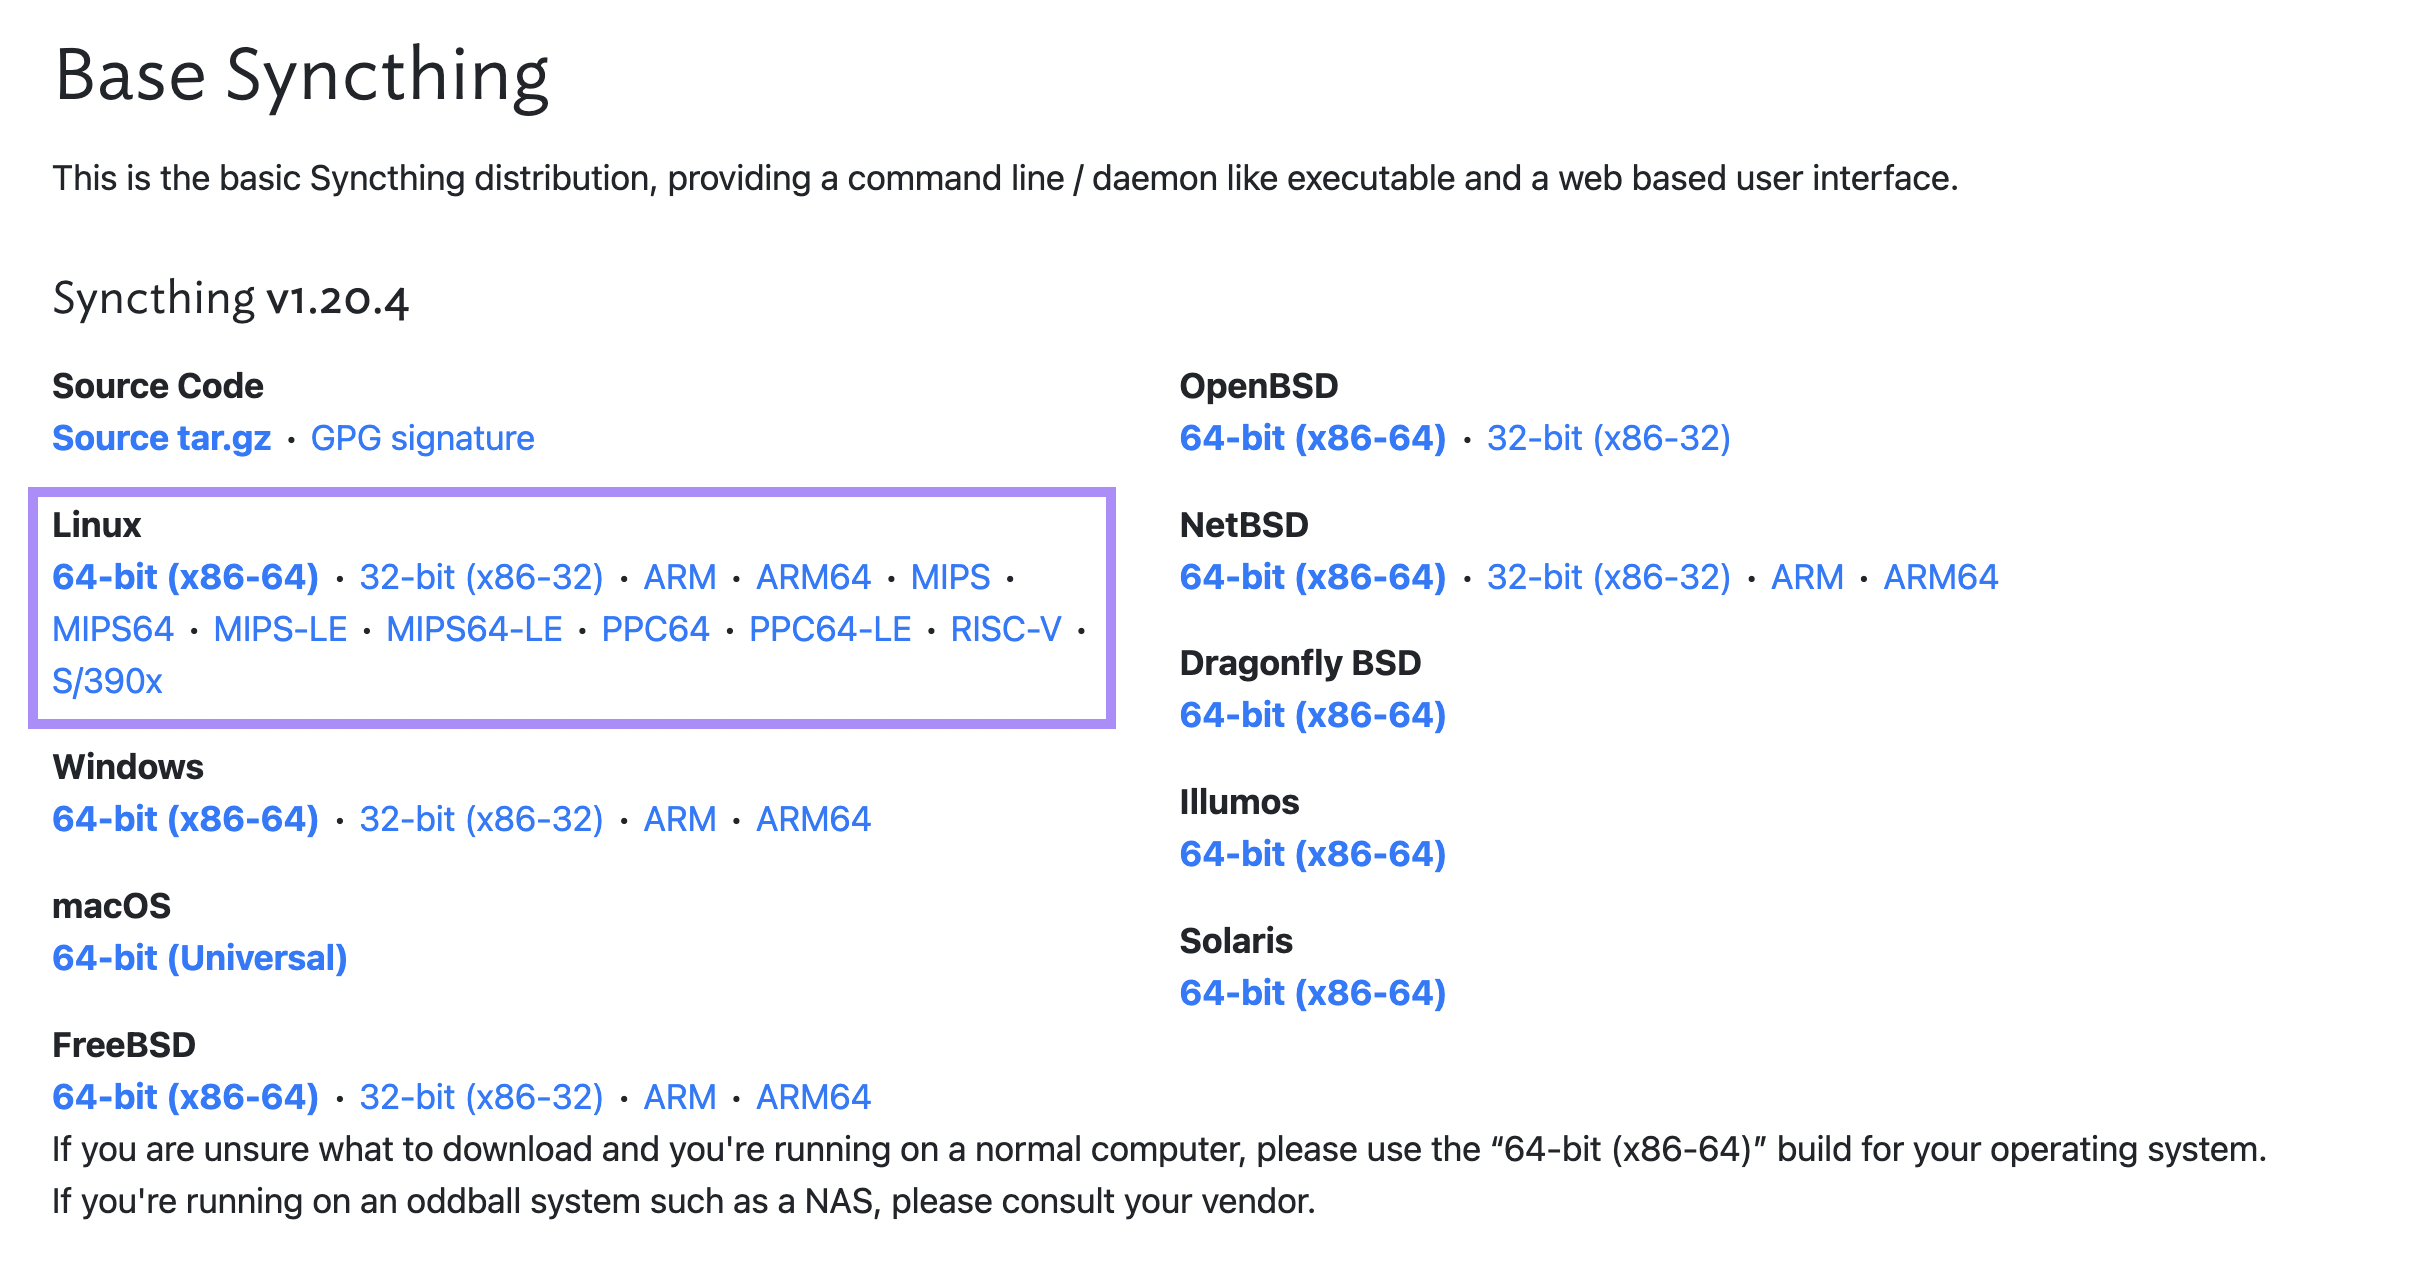 Base Syncthing
This is the basic Syncthing distribution, providing a command line / daemon like executable and a web based user interface.
Syncthing v1.20.4
Source Code
Source tar.gz · GPG signature
Linux
64-bit (x86-64) · 32-bit (x86-32) · ARM · ARM64 · MIPS ·
MIPS64 · MIPS-LE · MIPS64-LE · PPC64 · PPC64-LE · RISC-V ·
S/390x
Windows
64-bit (x86-64) · 32-bit (x86-32) · ARM · ARM64
macOS
64-bit (Universal)
FreeBSD
64-bit (x86-64) · 32-bit (x86-32) · ARM · ARM64
OpenBSD
64-bit (x86-64) · 32-bit (x86-32)
NetBSD
64-bit (x86-64) · 32-bit (x86-32) · ARM · ARM64
Dragonfly BSD
64-bit (x86-64)
Illumos
64-bit (x86-64)
Solaris
64-bit (x86-64)
If you are unsure what to download and you're running on a normal computer, please use the “64-bit (x86-64)” build for your operating system.
If you're running on an oddball system such as a NAS, please consult your vendor.